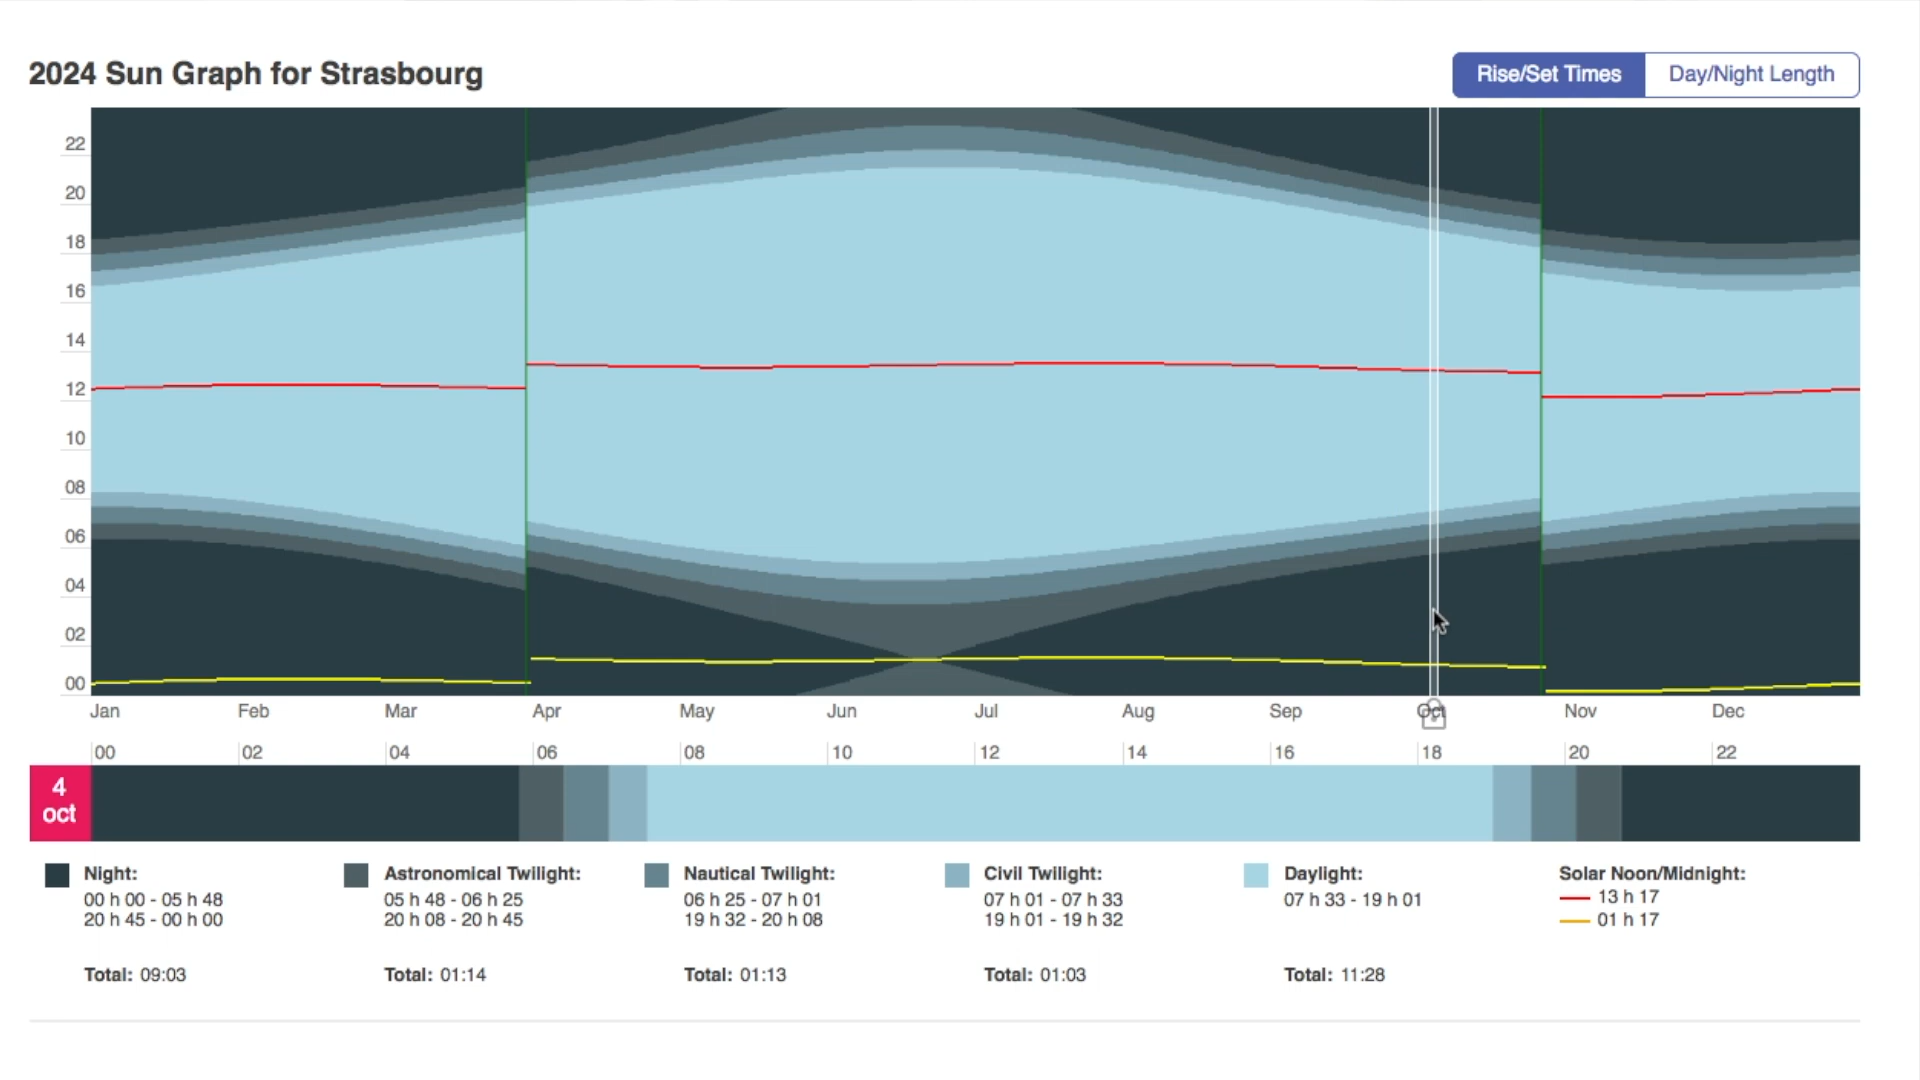 2024 Sun Graph for Strasbourg
Rise/Set Times
Day/Night Length
22
20
18
16
14
12
10
08
06
04
02
00
Jan Feb Mar Apr May Jun Jul Aug Sep Oct Nov Dec
00 02 04 06 08 10 12 14 16 18 20 22
4
oct
Night:
00 h 00 - 05 h 48
20 h 45 - 00 h 00
Total: 09:03
Astronomical Twilight:
05 h 48 - 06 h 25
20 h 08 - 20 h 45
Total: 01:14
Nautical Twilight:
06 h 25 - 07 h 01
19 h 32 - 20 h 08
Total: 01:13
Civil Twilight:
07 h 01 - 07 h 33
19 h 01 - 19 h 32
Total: 01:03
Daylight:
07 h 33 - 19 h 01
Total: 11:28
Solar Noon/Midnight:
13 h 17
01 h 17